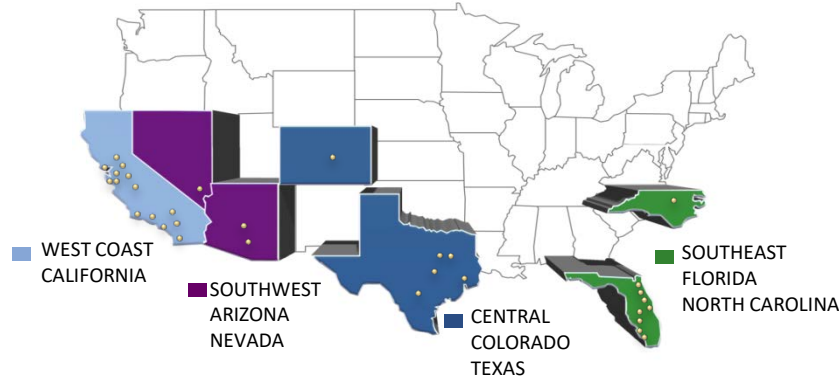 WEST COAST
CALIFORNIA
SOUTHWEST
ARIZONA
NEVADA
CENTRAL
COLORADO
TEXAS
SOUTHEAST
FLORIDA
NORTH CAROLINA